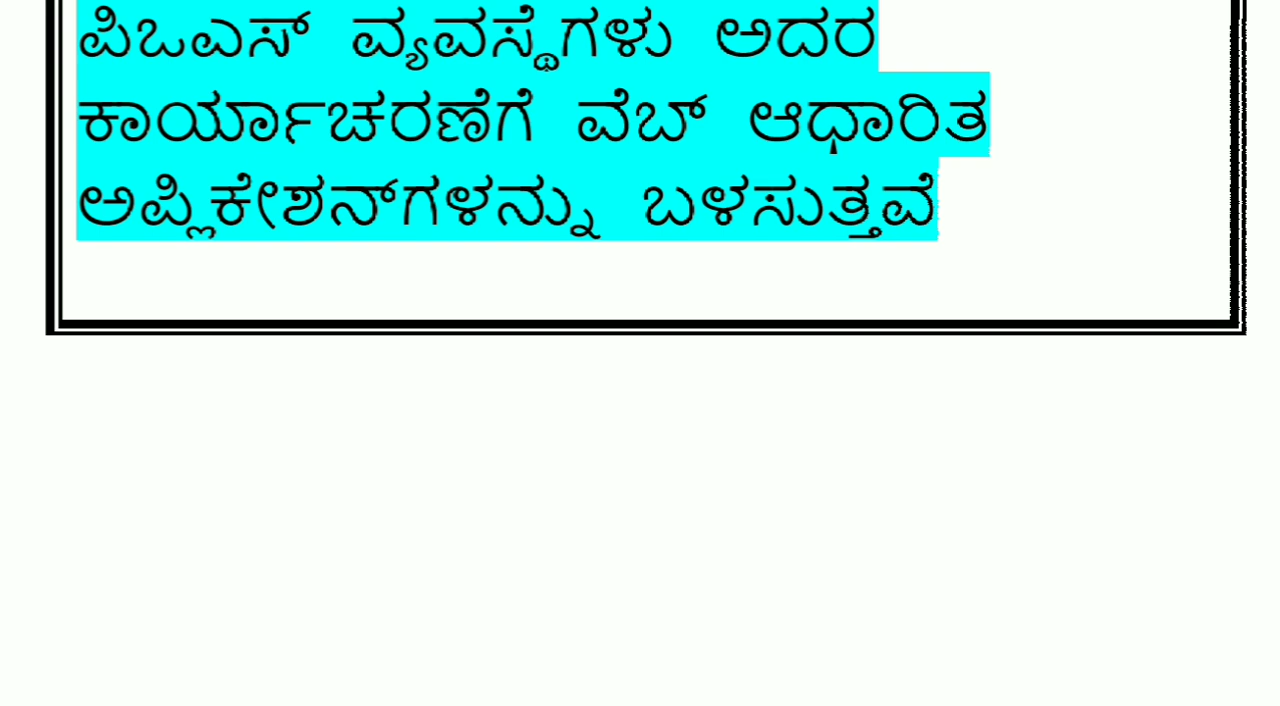 ಪಿಒಎಸ್ ವ್ಯವಸ್ಥೆಗಳು ಅದರ
ಕಾರ್ಯಾಚರಣೆಗೆ ವೆಬ್ ಆಧಾರಿತ
ಅಪ್ಲಿಕೇಶನ್‌ಗಳನ್ನು ಬಳಸುತ್ತವೆ